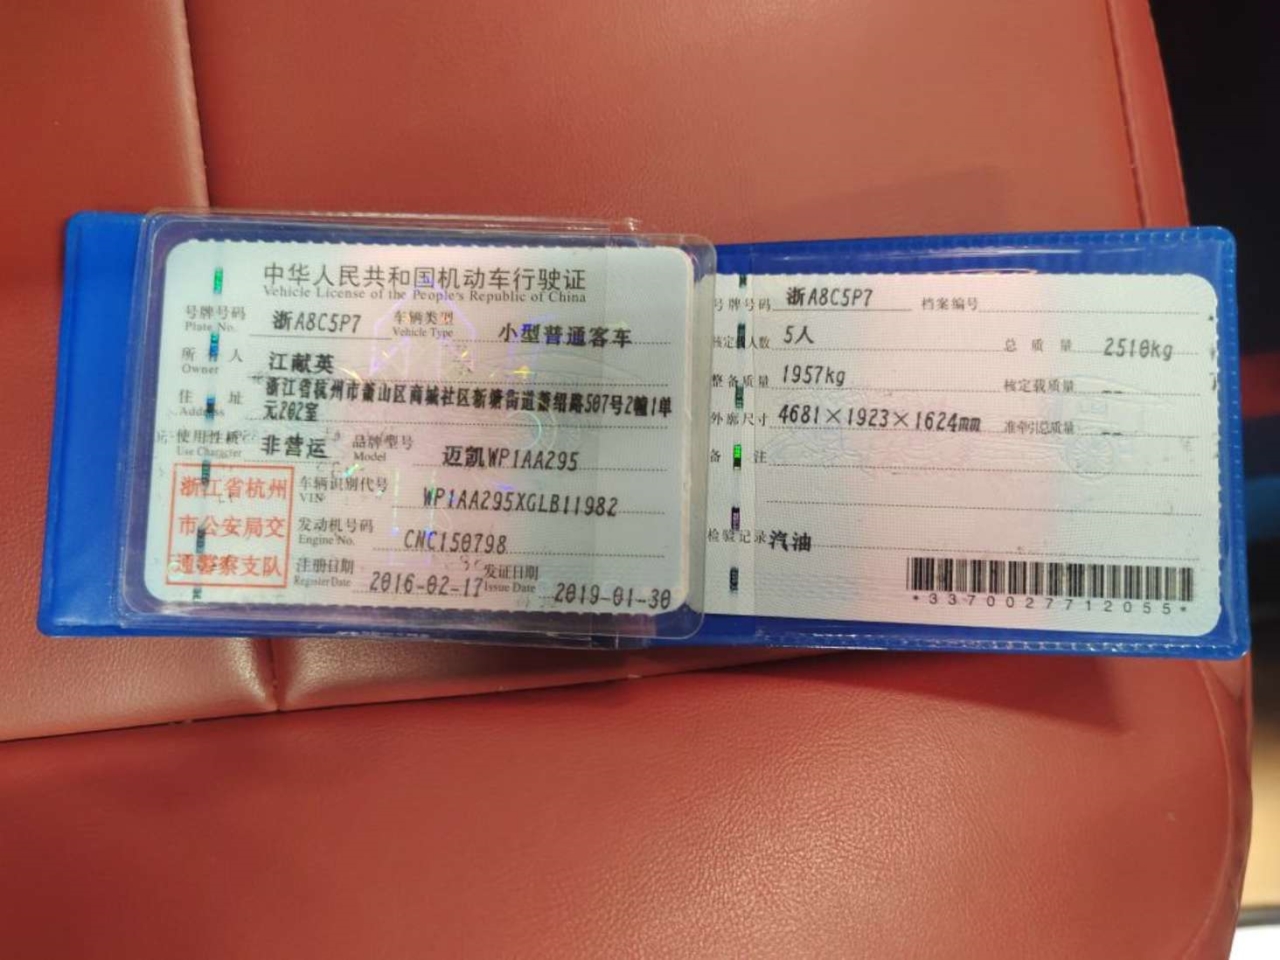 中华人民共和国机动车行驶证
Vehicle License of the People's Republic of China
号牌号码 浙A8C5P7 车辆类型 小型普通客车
Plate No. Vehicle Type
所有人 江献英
Owner
住址 浙江省杭州市萧山区商城社区新塘街道萧绍路507号2幢1单
Address 元202室
使用性质 非营运 品牌型号 迈凯WP1AA295
Use Character Model
浙江省杭州
市公安局交
通警察支队
车辆识别代号 WP1AA295XGLB11982
VIN
发动机号码 CNC150798
Engine No.
注册日期 2016-02-17 发证日期 2019-01-30
Register Date Issue Date
号牌号码 浙A8C5P7 档案编号
核定载人数 5人 总质量 2510kg
整备质量 1957kg 核定载质量 --
外廓尺寸 4681×1923×1624mm 准牵引总质量 --
备注
检验记录 汽油
*3370027712055*